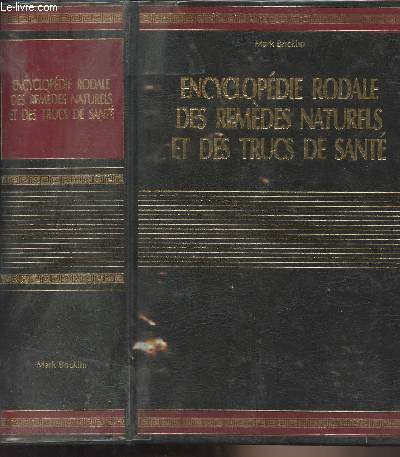 Le-livre.com
ENCYCLOPÉDIE RODALE
DES REMÈDES NATURELS
ET DES TRUCS DE SANTÉ
Mark Bricklin
Mark Bricklin
ENCYCLOPÉDIE RODALE
DES REMÈDES NATURELS
ET DES TRUCS DE SANTÉ